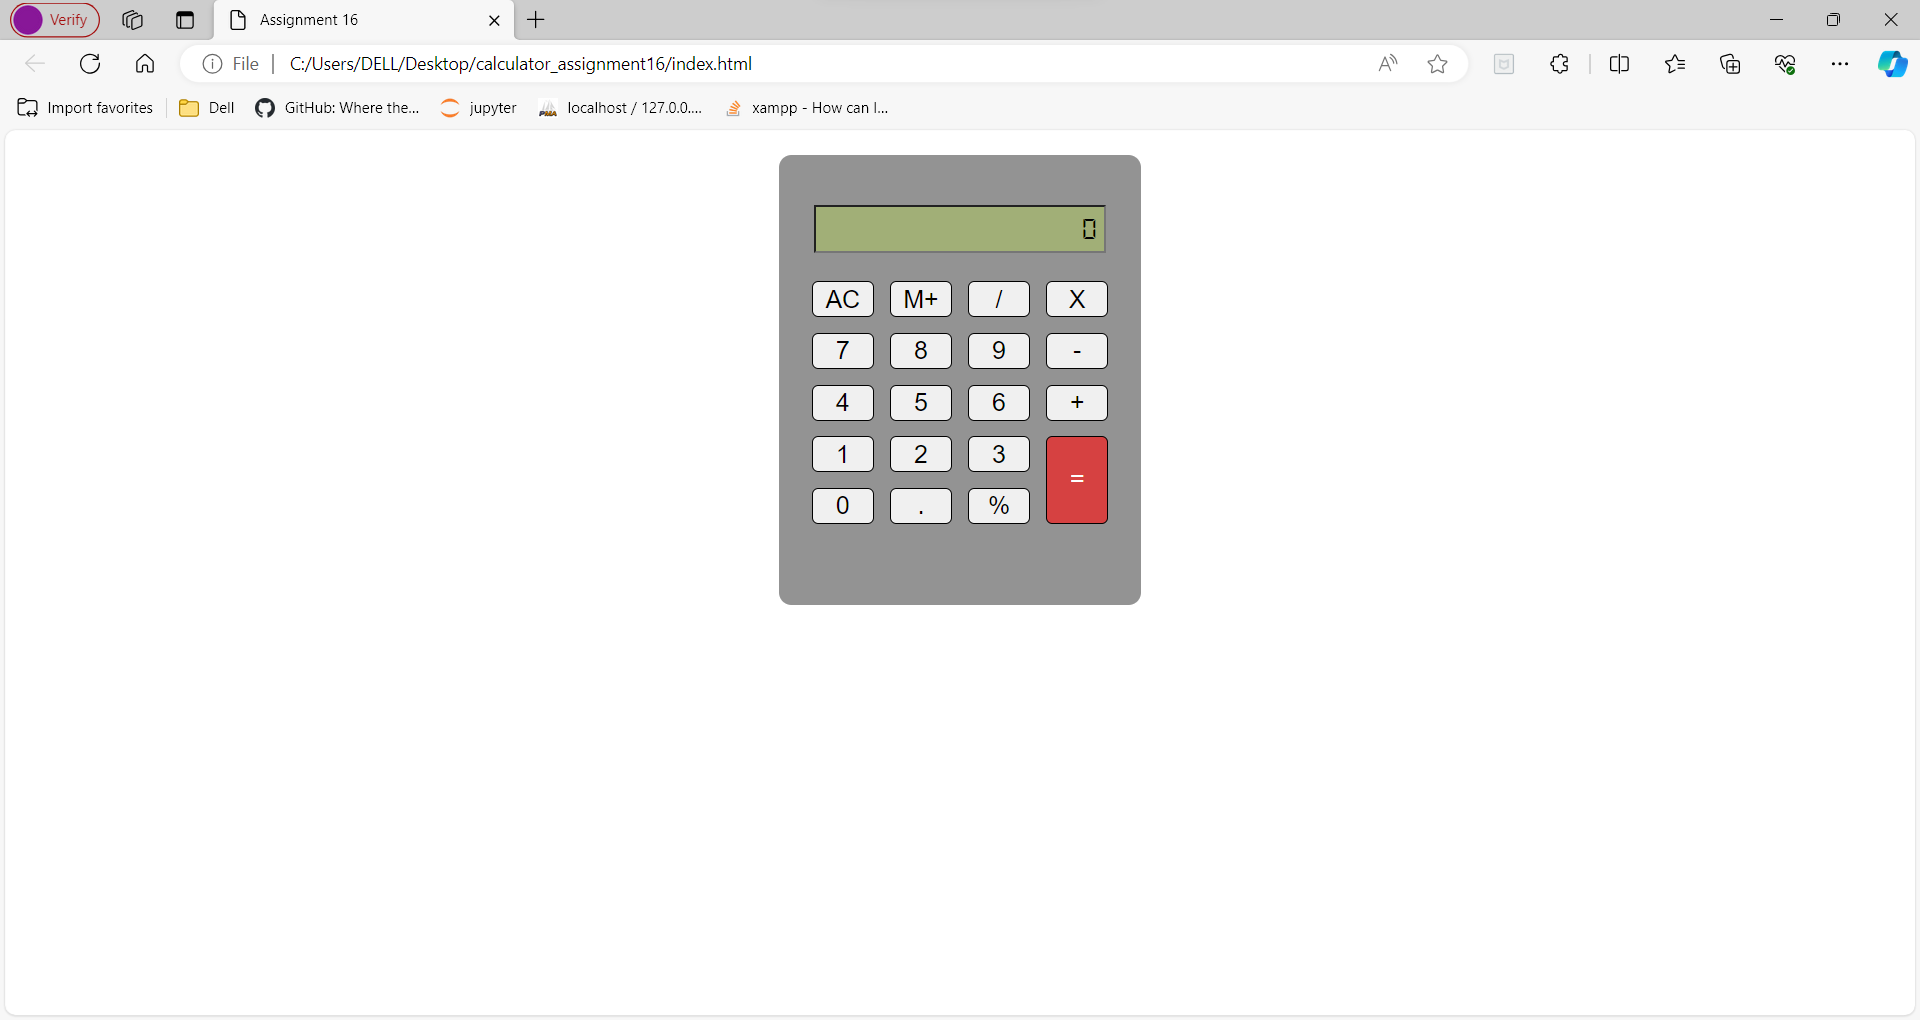 Verify
Assignment 16
File
C:/Users/DELL/Desktop/calculator_assignment16/index.html
Import favorites
Dell
GitHub: Where the...
jupyter
PMA
localhost / 127.0.0....
xampp - How can I...
0
AC M+ / X
7 8 9 -
4 5 6 +
1 2 3 =
0 . %